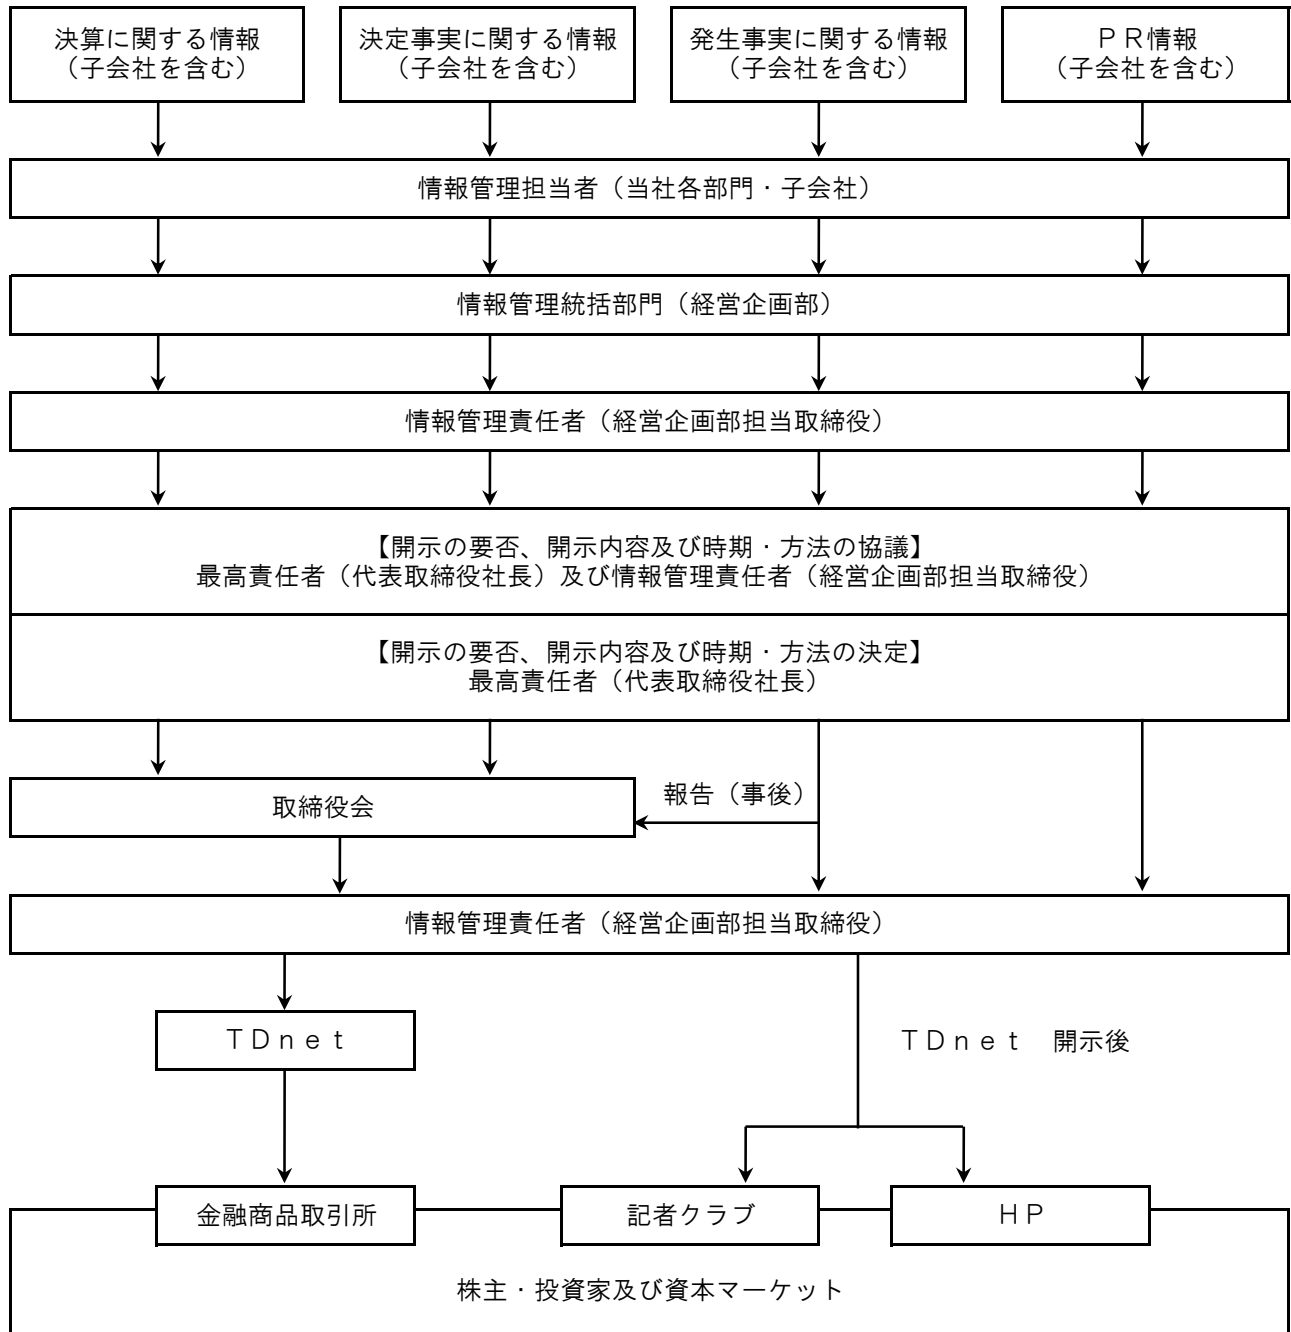 決算に関する情報
（子会社を含む）
決定事実に関する情報
（子会社を含む）
発生事実に関する情報
（子会社を含む）
ＰＲ情報
（子会社を含む）
情報管理担当者（当社各部門・子会社）
情報管理統括部門（経営企画部）
情報管理責任者（経営企画部担当取締役）
【開示の要否、開示内容及び時期・方法の協議】
最高責任者（代表取締役社長）及び情報管理責任者（経営企画部担当取締役）
【開示の要否、開示内容及び時期・方法の決定】
最高責任者（代表取締役社長）
取締役会
報告（事後）
情報管理責任者（経営企画部担当取締役）
ＴＤｎｅｔ
ＴＤｎｅｔ　開示後
金融商品取引所
記者クラブ
ＨＰ
株主・投資家及び資本マーケット